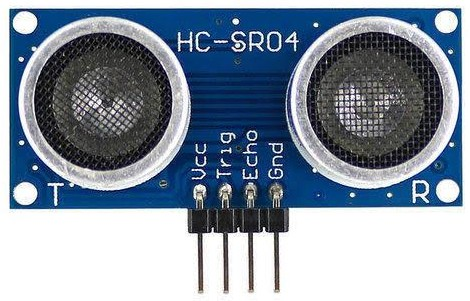 HC-SR04
Vcc
Trig
Echo
Gnd
T
R